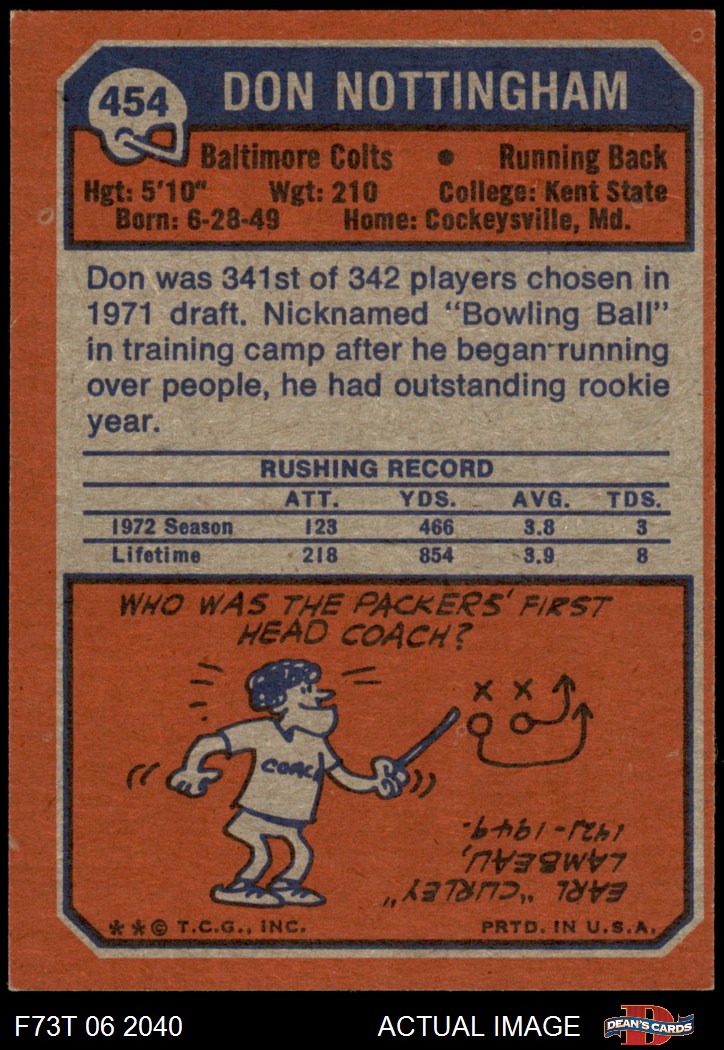 454
DON NOTTINGHAM
Baltimore Colts • Running Back
Hgt: 5'10" Wgt: 210 College: Kent State
Born: 6-28-49 Home: Cockeysville, Md.
Don was 341st of 342 players chosen in
1971 draft. Nicknamed "Bowling Ball"
in training camp after he began running
over people, he had outstanding rookie
year.
RUSHING RECORD
ATT. YDS. AVG. TDS.
1972 Season 123 466 3.8 3
Lifetime 218 854 3.9 8
WHO WAS THE PACKERS' FIRST
HEAD COACH?
COACH
X X
EARL "CURLEY"
LAMBEAU,
1921-1949.
**© T.C.G., INC. PRTD. IN U.S.A.
F73T 06 2040 ACTUAL IMAGE
D
DEAN'S CARDS